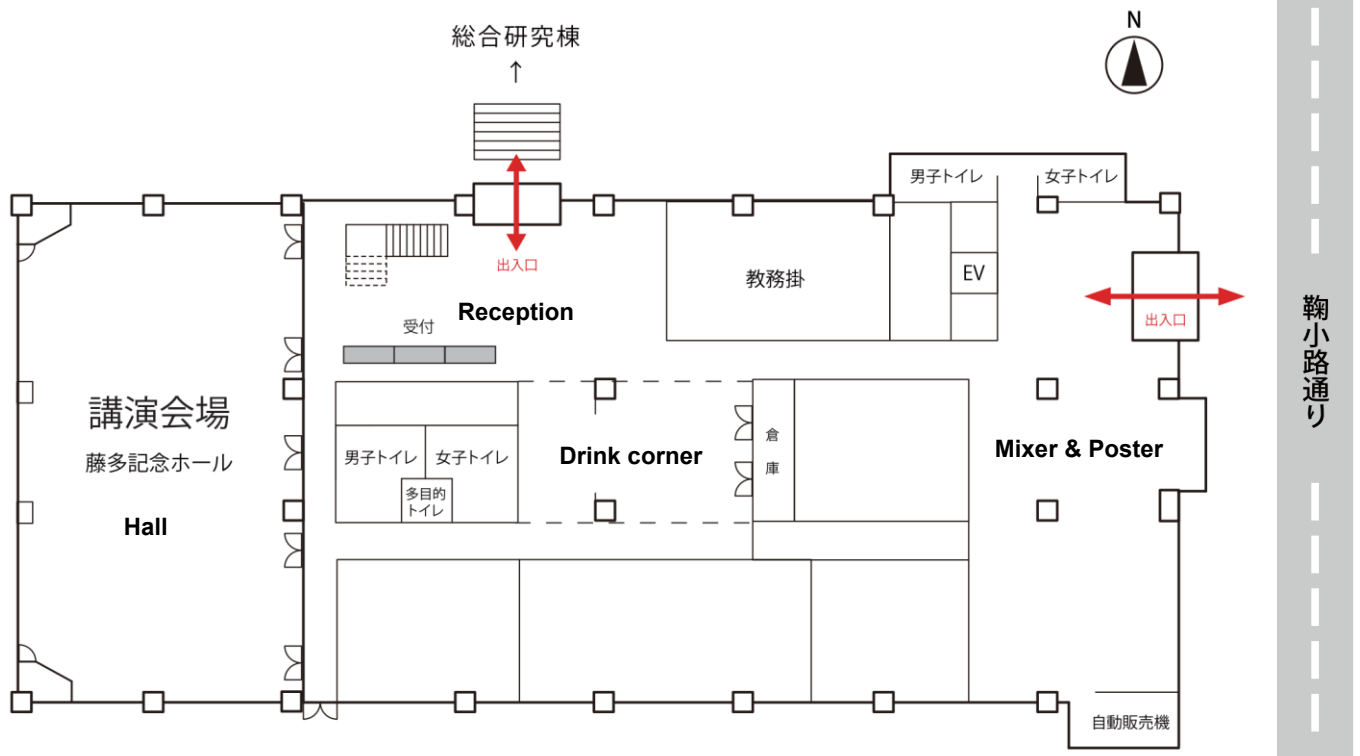 総合研究棟
↑
N
男子トイレ
女子トイレ
出入口
教務掛
EV
出入口
Reception
受付
鞠小路通り
講演会場
藤多記念ホール
Hall
男子トイレ
女子トイレ
多目的
トイレ
Drink corner
倉
庫
Mixer & Poster
自動販売機